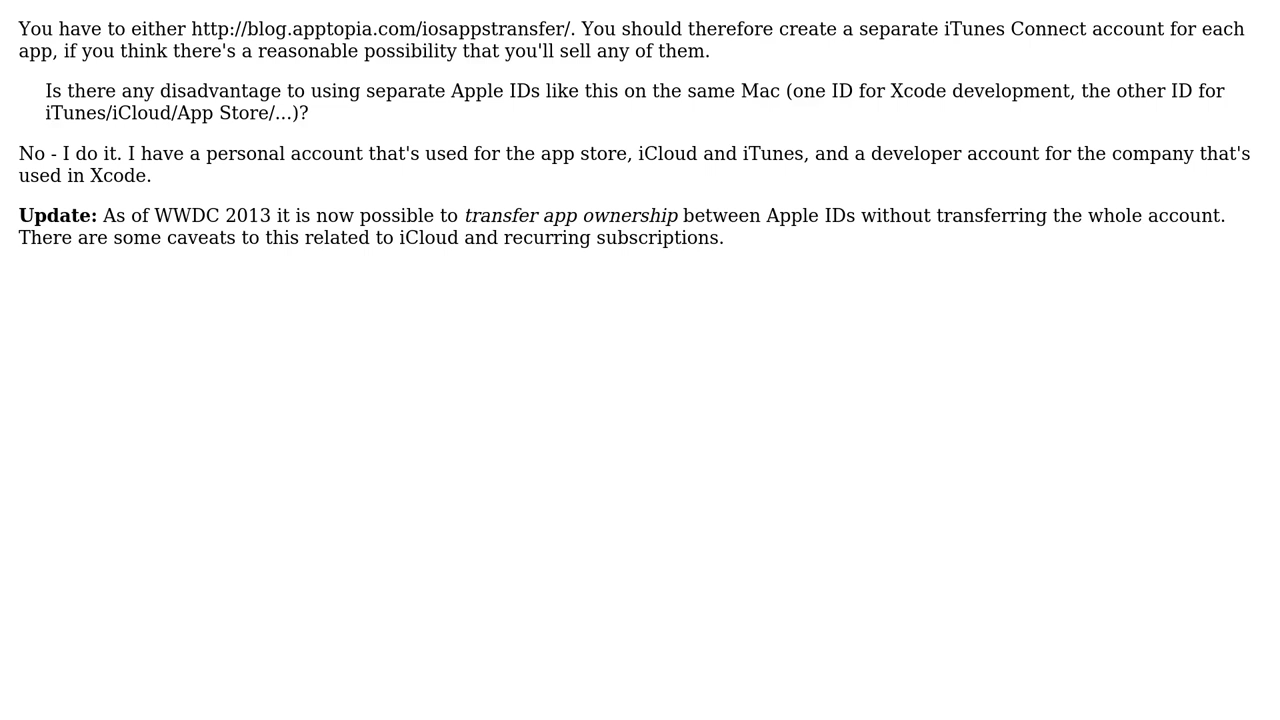 You have to either http://blog.apptopia.com/iosappstransfer/. You should therefore create a separate iTunes Connect account for each
app, if you think there's a reasonable possibility that you'll sell any of them.
Is there any disadvantage to using separate Apple IDs like this on the same Mac (one ID for Xcode development, the other ID for
iTunes/iCloud/App Store/...)?
No - I do it. I have a personal account that's used for the app store, iCloud and iTunes, and a developer account for the company that's
used in Xcode.
Update: As of WWDC 2013 it is now possible to transfer app ownership between Apple IDs without transferring the whole account.
There are some caveats to this related to iCloud and recurring subscriptions.